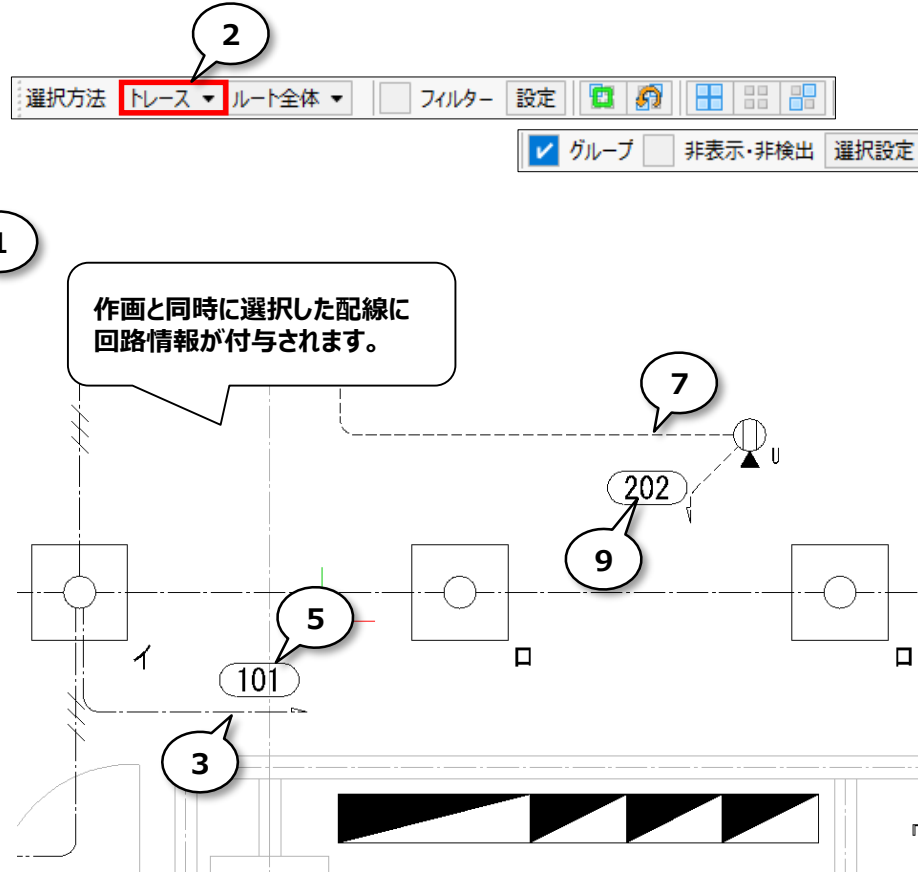 2
選択方法 トレース ▼ ルート全体 ▼ フィルター 設定
グループ 非表示・非検出 選択設定
1
作画と同時に選択した配線に
回路情報が付与されます。
7
U
202
9
5
イ
ロ
ロ
101
3